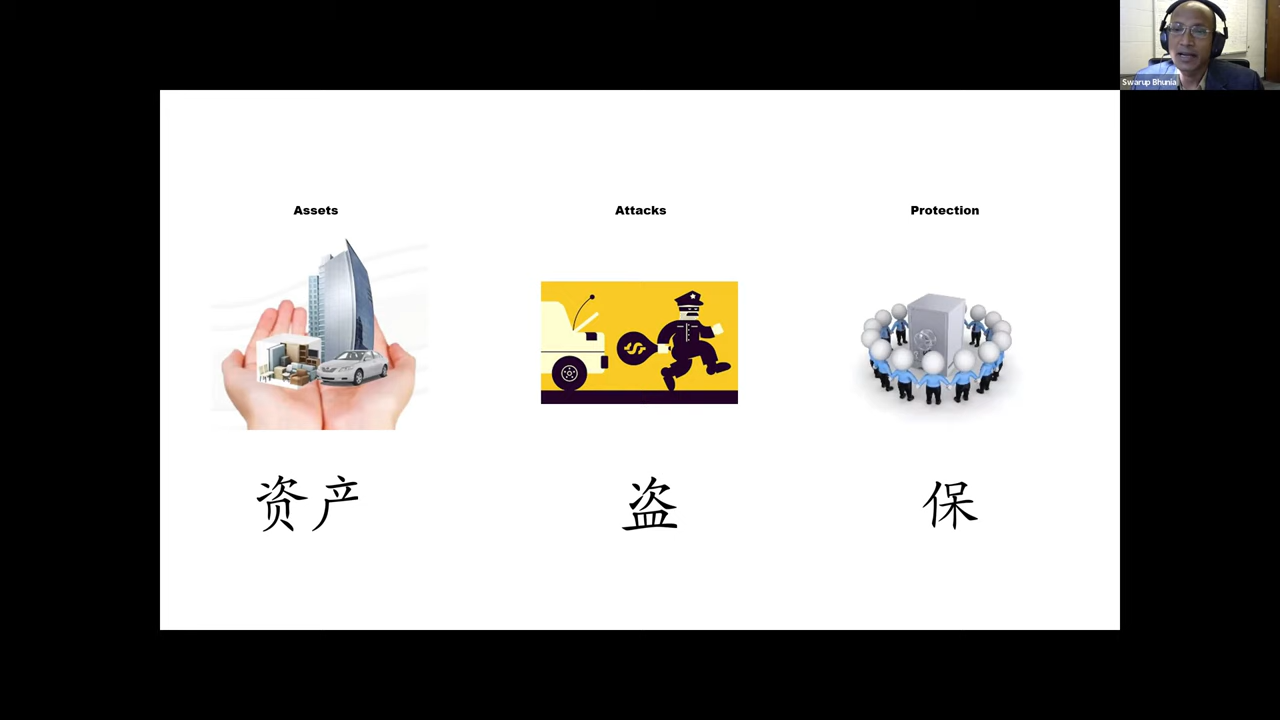 Swarup Bhunia
Assets
Attacks
Protection
资产
盗
保